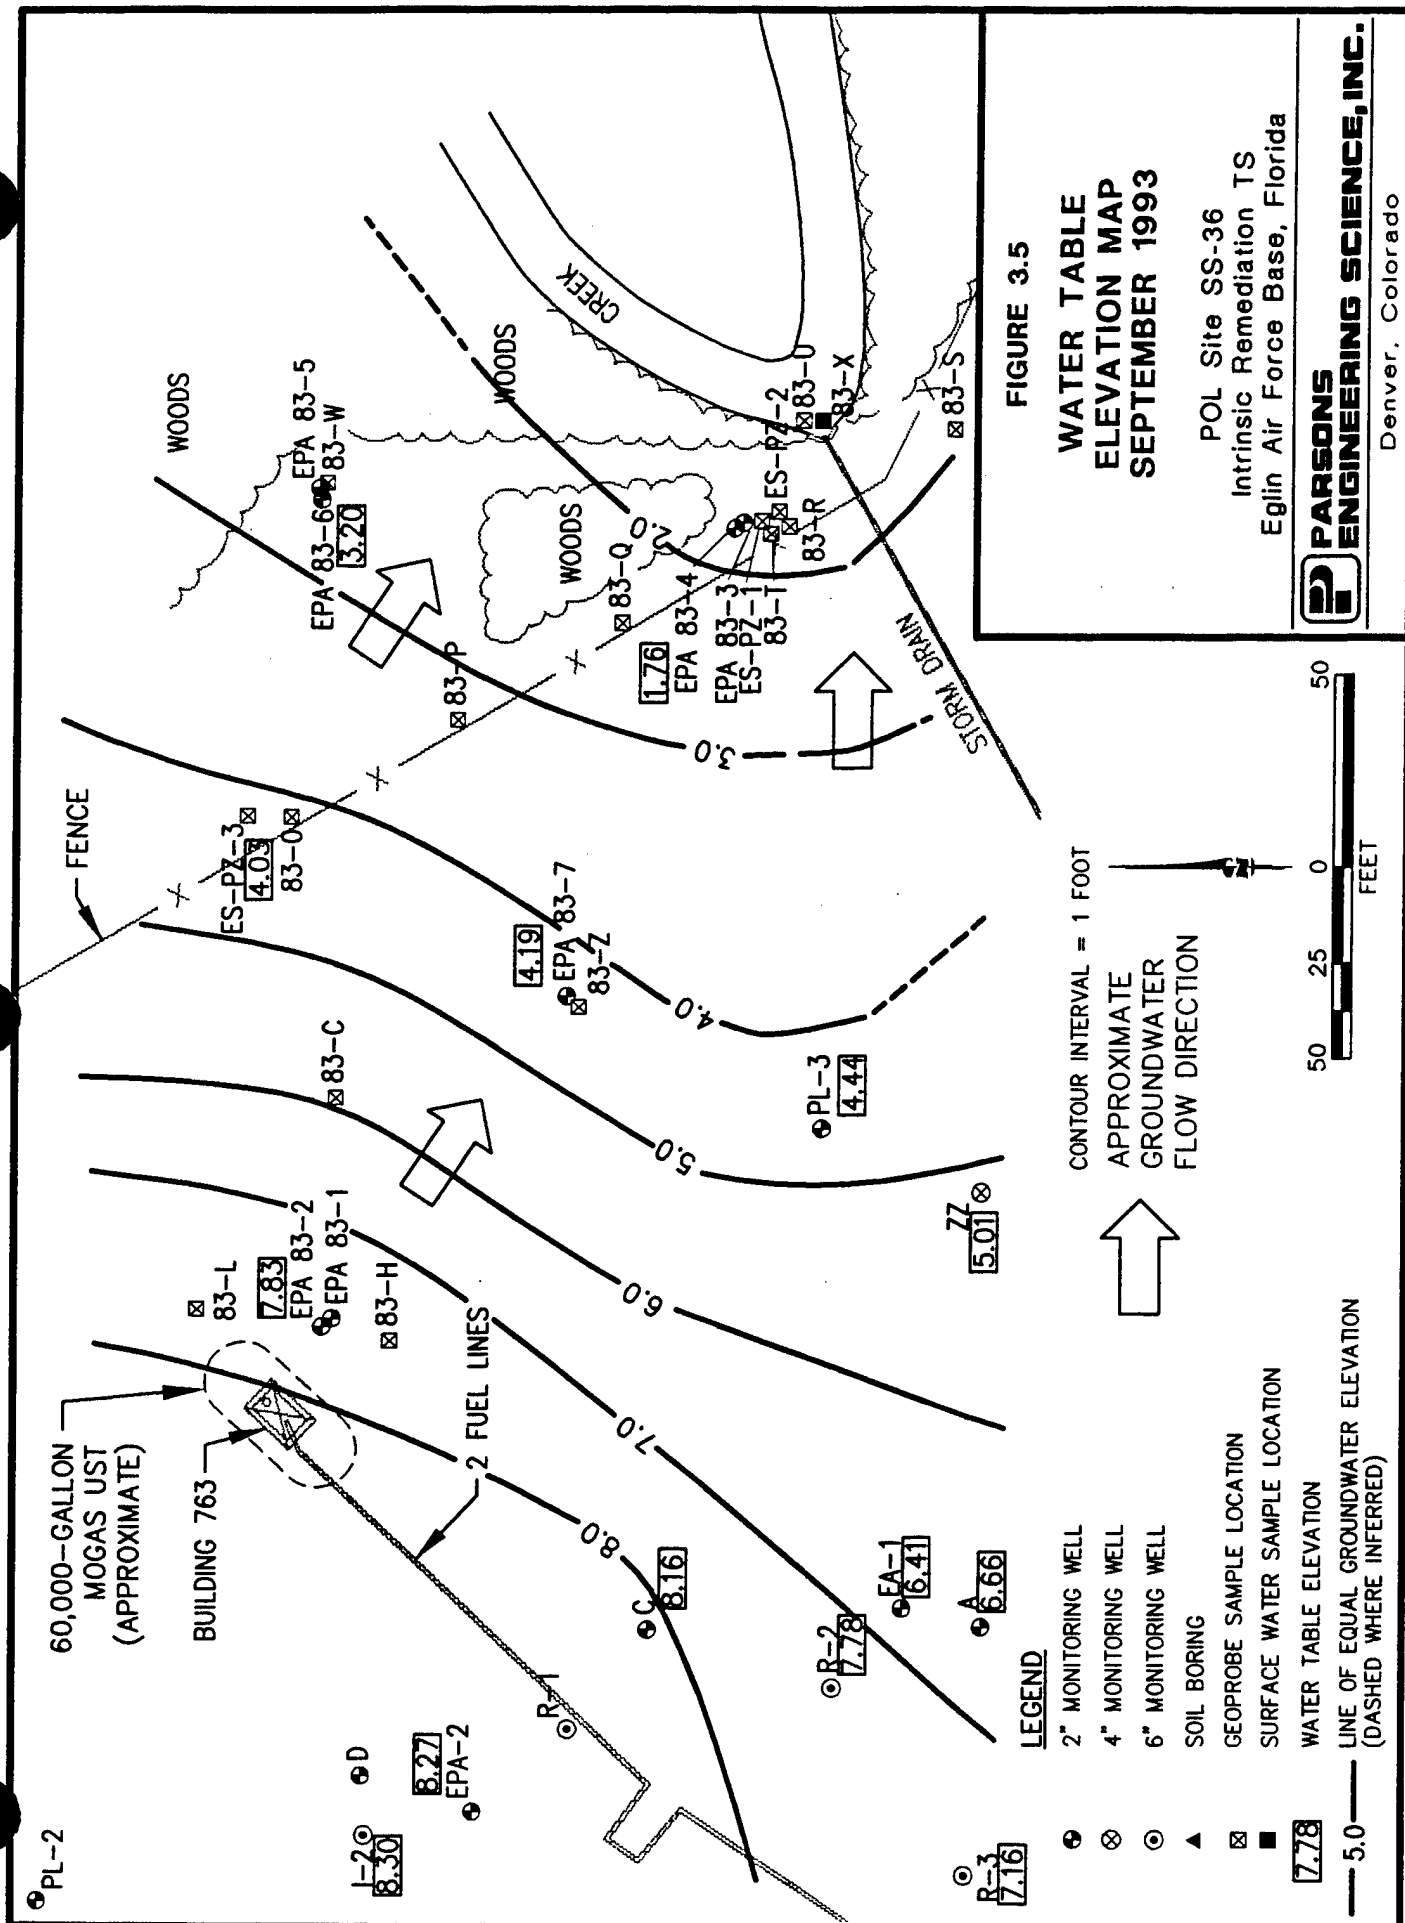 PL-2
60,000-GALLON
MOGAS UST
(APPROXIMATE)
BUILDING 763
FENCE
WOODS
83-L
7.83
EPA 83-2
EPA 83-1
83-H
83-C
ES-PZ-3
4.03
83-O
EPA 83-5
83-W
EPA 83-6
3.20
D
I-2
8.30
8.27
EPA-2
R-1
2 FUEL LINES
83-P
4.19
EPA 83-7
83-Z
WOODS
WOODS
CREEK
83-Q
1.76
EPA 83-4
EPA 83-3
ES-PZ-1
83-T
83-R
ES-PZ-2
83-U
83-X
83-S
8.0
7.0
6.0
5.0
4.0
3.0
2.0
C
8.16
R-2
7.78
EA-1
6.41
A
6.66
PL-3
4.44
ZZ
5.01
R-3
7.16
STORM DRAIN
LEGEND
2" MONITORING WELL
4" MONITORING WELL
6" MONITORING WELL
SOIL BORING
GEOPROBE SAMPLE LOCATION
SURFACE WATER SAMPLE LOCATION
7.78 WATER TABLE ELEVATION
5.0 LINE OF EQUAL GROUNDWATER ELEVATION
(DASHED WHERE INFERRED)
CONTOUR INTERVAL = 1 FOOT
APPROXIMATE
GROUNDWATER
FLOW DIRECTION
50 25 0 50
FEET
FIGURE 3.5
WATER TABLE
ELEVATION MAP
SEPTEMBER 1993
POL Site SS-36
Intrinsic Remediation TS
Eglin Air Force Base, Florida
PARSONS
ENGINEERING SCIENCE, INC.
Denver, Colorado